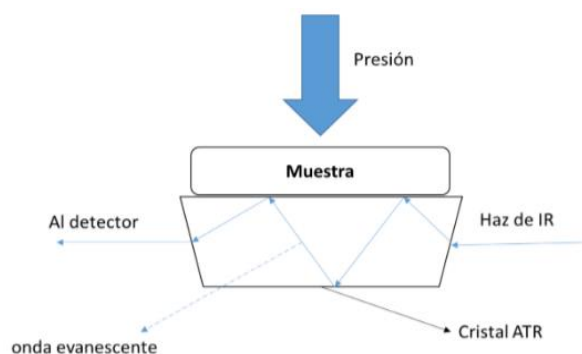 Presión
Muestra
Al detector
Haz de IR
onda evanescente
Cristal ATR